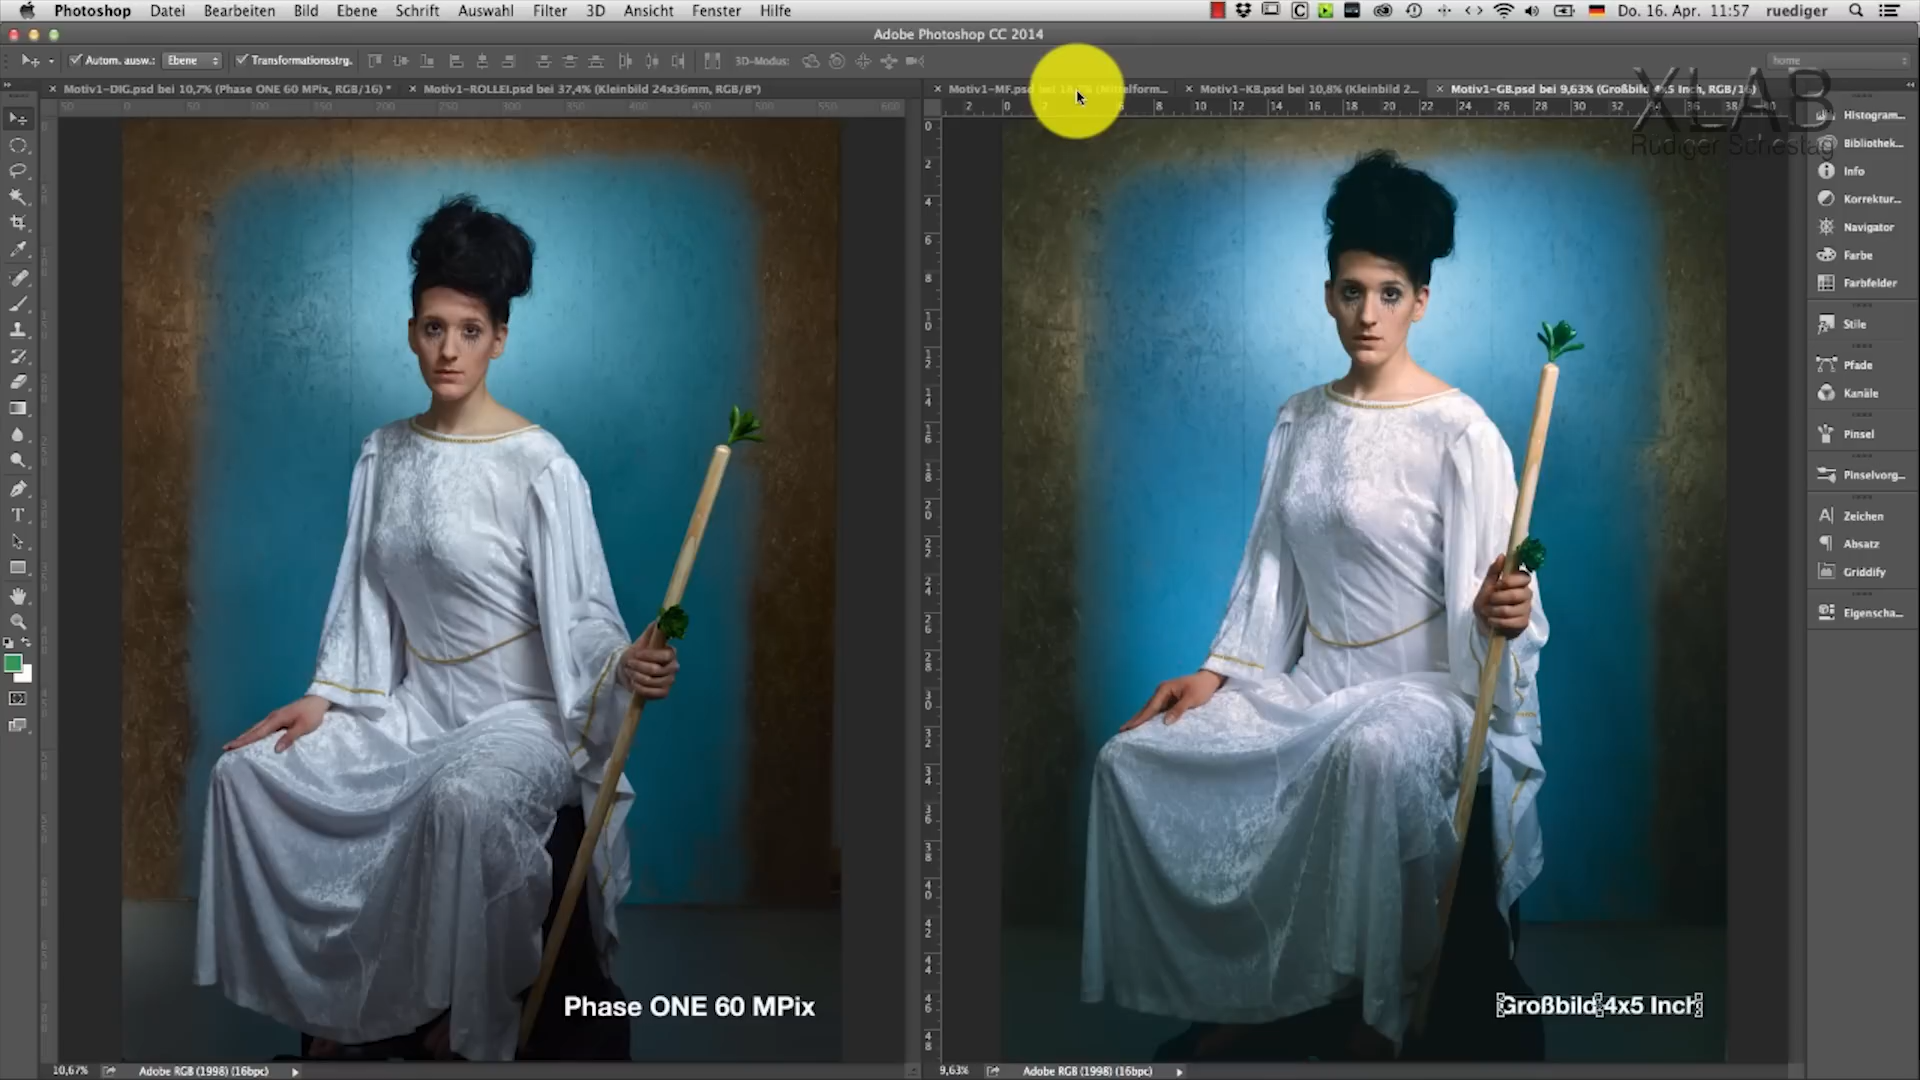 Photoshop Datei Bearbeiten Bild Ebene Schrift Auswahl Filter 3D Ansicht Fenster Hilfe Do. 16. Apr. 11:57 ruediger
Adobe Photoshop CC 2014
Autom. ausw.: Ebene Transformationsstrg. 3D-Modus: home
Motiv1-DIG.psd bei 10,7% (Phase ONE 60 MPix, RGB/16) * Motiv1-ROLLEI.psd bei 37,4% (Kleinbild 24x36mm, RGB/8*)
Motiv1-MF.psd bei (Mittelform... Motiv1-KB.psd bei 10,8% (Kleinbild 2... Motiv1-GB.psd bei 9,63% (Großbild 4x5 Inch, RGB/16)
XLAB
Rüdiger Schestag
Histogram...
Bibliothek...
Info
Korrektur...
Navigator
Farbe
Farbfelder
Stile
Pfade
Kanäle
Pinsel
Pinselvorg...
Zeichen
Absatz
Griddify
Eigenscha...
Phase ONE 60 MPix
Großbild 4x5 Inch
10,67% Adobe RGB (1998) (16bpc)
9,63% Adobe RGB (1998) (16bpc)